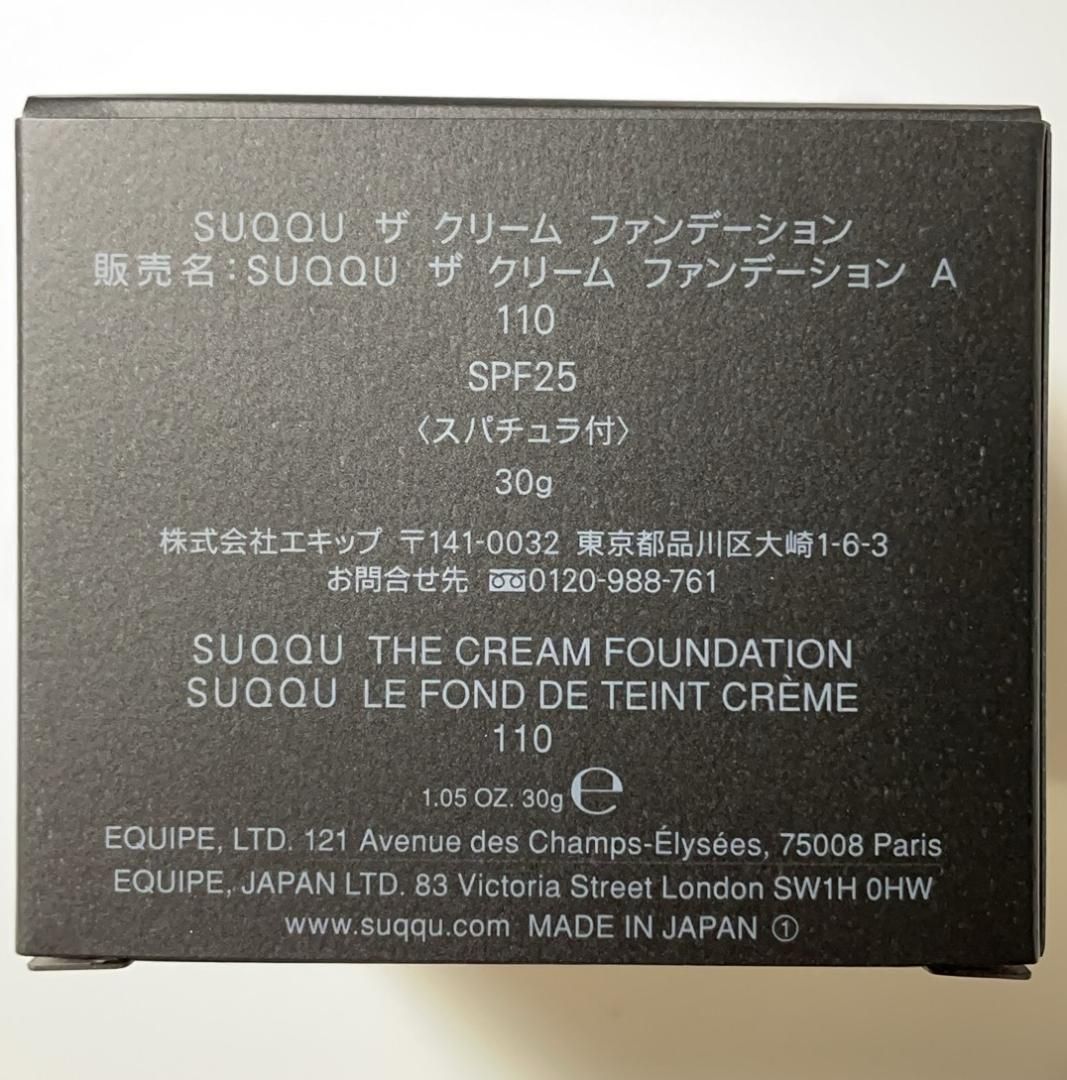 SUQQU ザ クリーム ファンデーション
販売名:SUQQU ザ クリーム ファンデーション A
110
SPF25
〈スパチュラ付〉
30g
株式会社エキップ 〒141-0032 東京都品川区大崎1-6-3
お問合せ先 0120-988-761
SUQQU THE CREAM FOUNDATION
SUQQU LE FOND DE TEINT CRÈME
110
1.05 OZ. 30g ℮
EQUIPE, LTD. 121 Avenue des Champs-Élysées, 75008 Paris
EQUIPE, JAPAN LTD. 83 Victoria Street London SW1H 0HW
www.suqqu.com MADE IN JAPAN ①